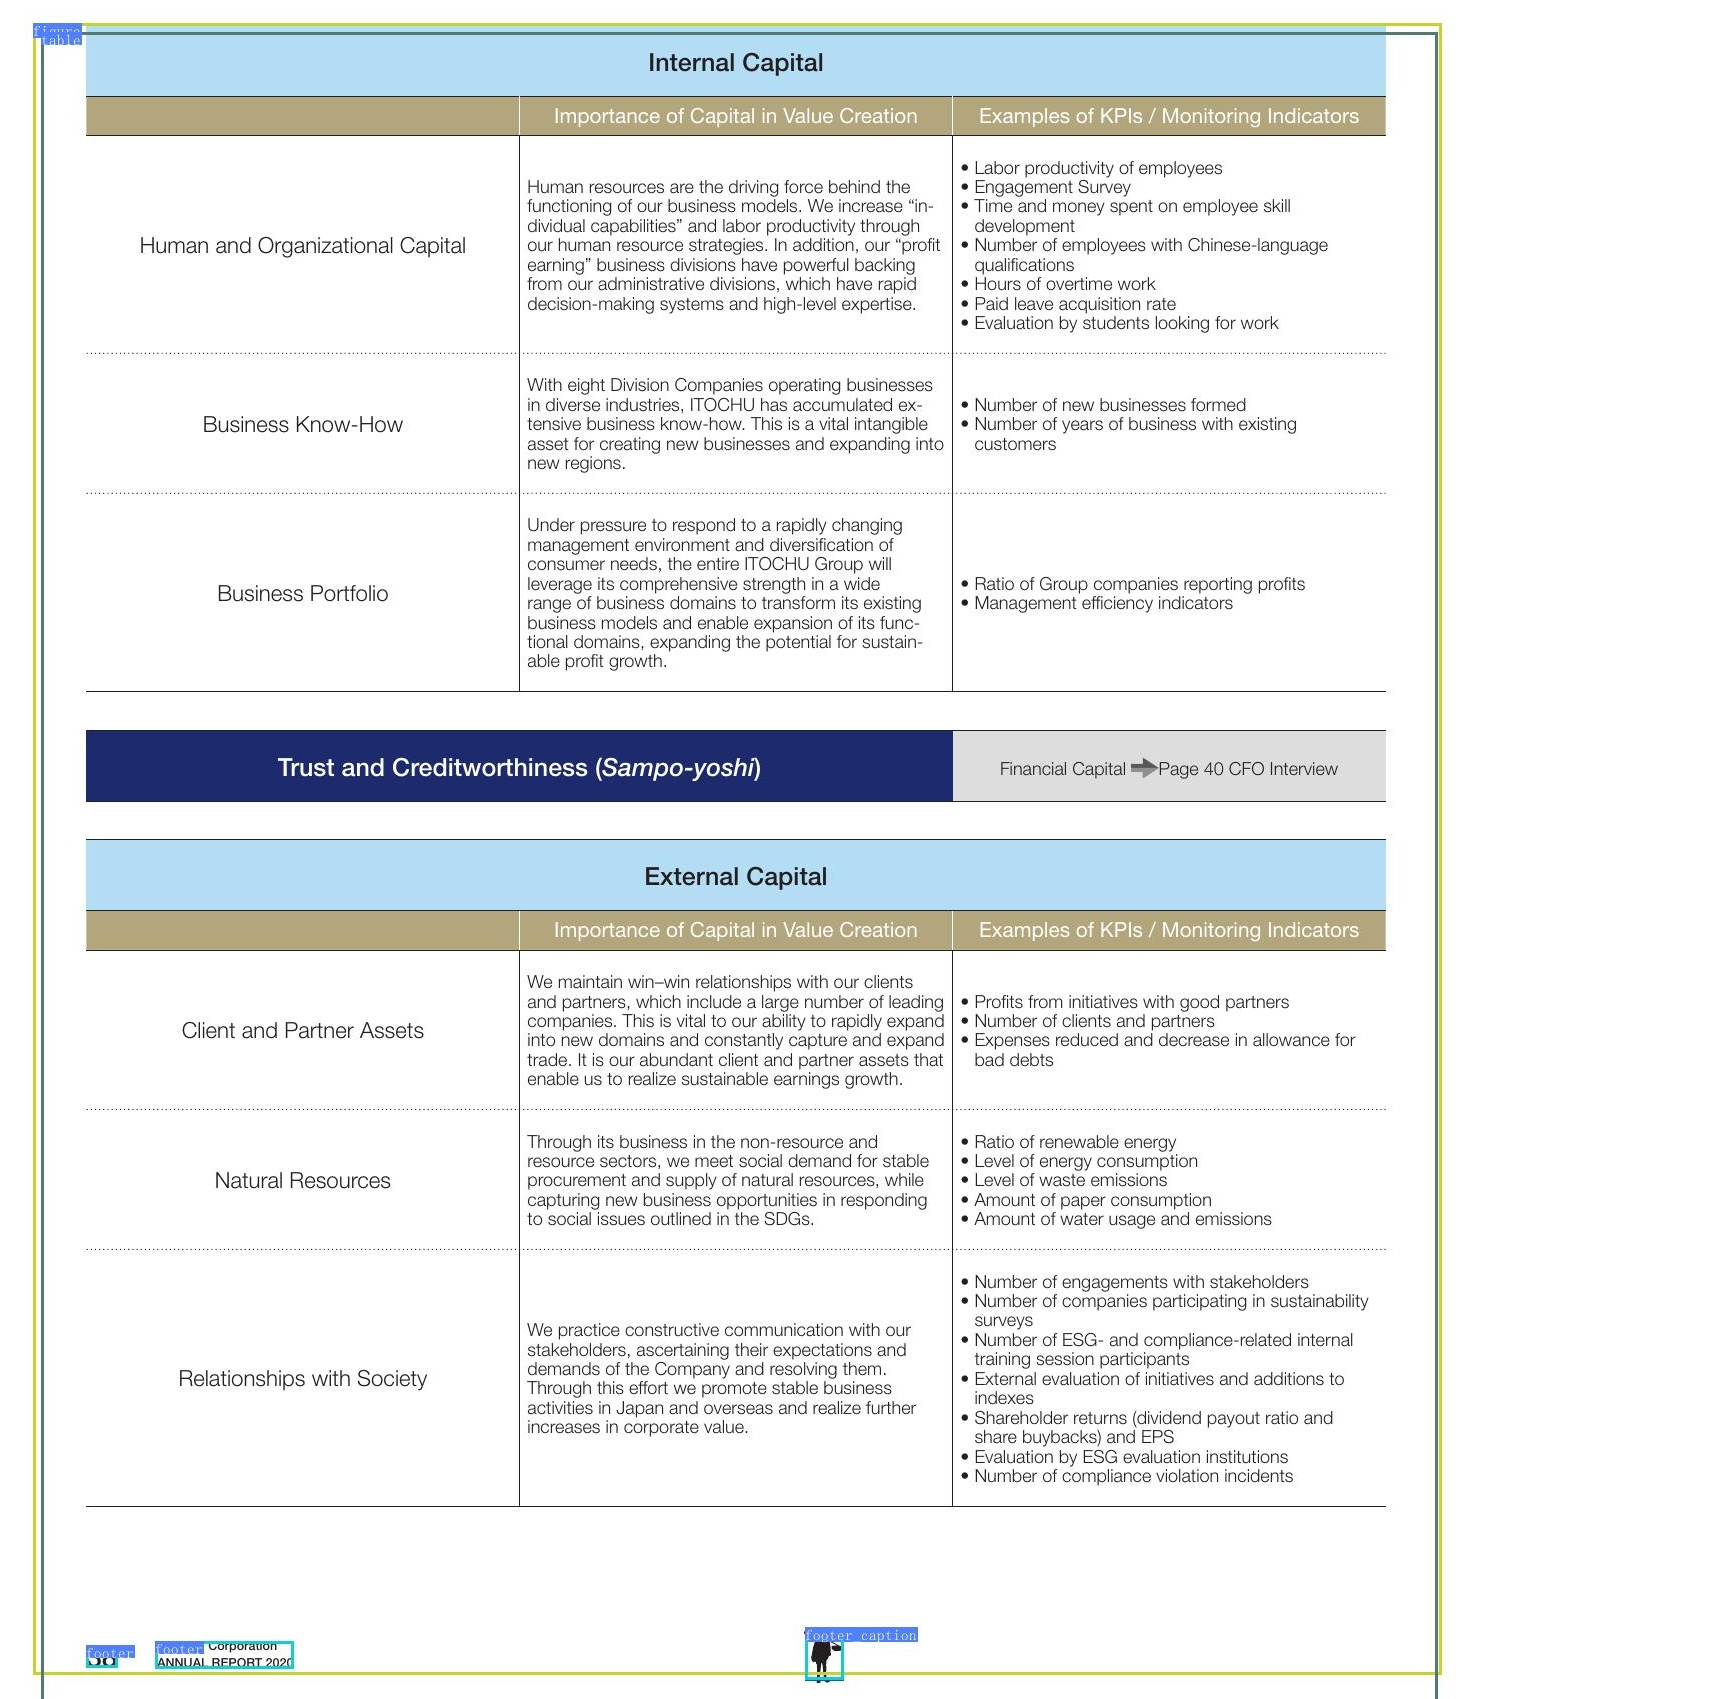 figure
table
Internal Capital
Importance of Capital in Value Creation
Examples of KPIs / Monitoring Indicators
Human and Organizational Capital
Human resources are the driving force behind the
functioning of our business models. We increase “in-
dividual capabilities” and labor productivity through
our human resource strategies. In addition, our “profit
earning” business divisions have powerful backing
from our administrative divisions, which have rapid
decision-making systems and high-level expertise.
• Labor productivity of employees
• Engagement Survey
• Time and money spent on employee skill
development
• Number of employees with Chinese-language
qualifications
• Hours of overtime work
• Paid leave acquisition rate
• Evaluation by students looking for work
Business Know-How
With eight Division Companies operating businesses
in diverse industries, ITOCHU has accumulated ex-
tensive business know-how. This is a vital intangible
asset for creating new businesses and expanding into
new regions.
• Number of new businesses formed
• Number of years of business with existing
customers
Business Portfolio
Under pressure to respond to a rapidly changing
management environment and diversification of
consumer needs, the entire ITOCHU Group will
leverage its comprehensive strength in a wide
range of business domains to transform its existing
business models and enable expansion of its func-
tional domains, expanding the potential for sustain-
able profit growth.
• Ratio of Group companies reporting profits
• Management efficiency indicators
Trust and Creditworthiness (Sampo-yoshi)
Financial Capital ➡ Page 40 CFO Interview
External Capital
Importance of Capital in Value Creation
Examples of KPIs / Monitoring Indicators
Client and Partner Assets
We maintain win–win relationships with our clients
and partners, which include a large number of leading
companies. This is vital to our ability to rapidly expand
into new domains and constantly capture and expand
trade. It is our abundant client and partner assets that
enable us to realize sustainable earnings growth.
• Profits from initiatives with good partners
• Number of clients and partners
• Expenses reduced and decrease in allowance for
bad debts
Natural Resources
Through its business in the non-resource and
resource sectors, we meet social demand for stable
procurement and supply of natural resources, while
capturing new business opportunities in responding
to social issues outlined in the SDGs.
• Ratio of renewable energy
• Level of energy consumption
• Level of waste emissions
• Amount of paper consumption
• Amount of water usage and emissions
Relationships with Society
We practice constructive communication with our
stakeholders, ascertaining their expectations and
demands of the Company and resolving them.
Through this effort we promote stable business
activities in Japan and overseas and realize further
increases in corporate value.
• Number of engagements with stakeholders
• Number of companies participating in sustainability
surveys
• Number of ESG- and compliance-related internal
training session participants
• External evaluation of initiatives and additions to
indexes
• Shareholder returns (dividend payout ratio and
share buybacks) and EPS
• Evaluation by ESG evaluation institutions
• Number of compliance violation incidents
footer
footer
Corporation
ANNUAL REPORT 2020
footer caption